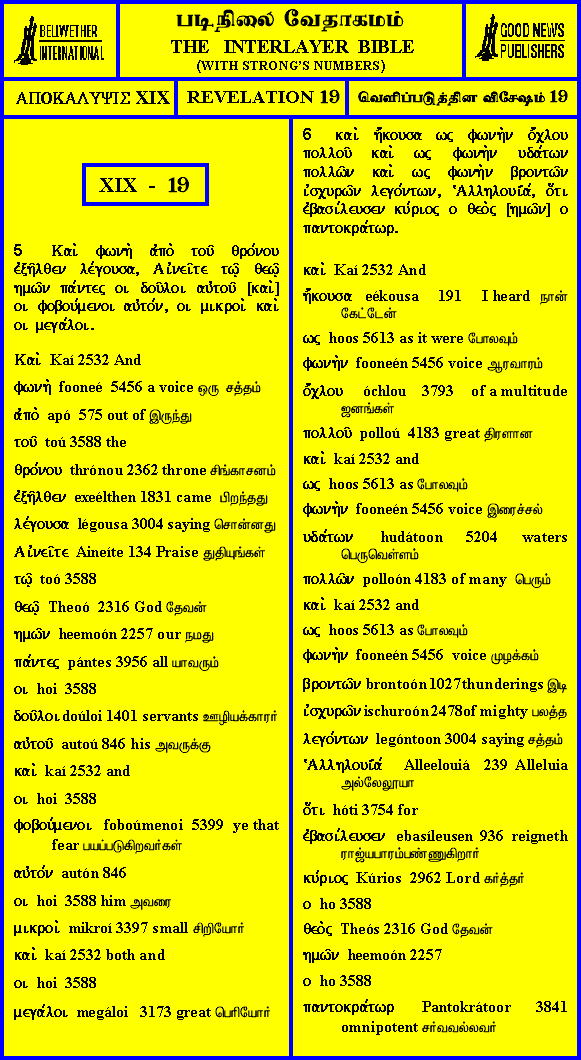 BELLWETHER
INTERNATIONAL
படிநிலை வேதாகமம்
THE INTERLAYER BIBLE
(WITH STRONG'S NUMBERS)
GOOD NEWS
PUBLISHERS
ΑΠΟΚΑΛΥΨΙΣ XIX
REVELATION 19
வெளிப்படுத்தின விசேஷம் 19
XIX - 19
5 Καὶ φωνὴ ἀπὸ τοῦ θρόνου
ἐξῆλθεν λέγουσα, Αἰνεῖτε τῷ θεῷ
ημῶν πάντες οι δοῦλοι αὐτοῦ [καὶ]
οι φοβούμενοι αὐτόν, οι μικροὶ καὶ
οι μεγάλοι.
Καὶ Kaí 2532 And
φωνὴ fooneé 5456 a voice ஒரு சத்தம்
ἀπὸ apó 575 out of இருந்து
τοῦ toú 3588 the
θρόνου thrónou 2362 throne சிங்காசனம்
ἐξῆλθεν exeélthen 1831 came பிறந்தது
λέγουσα légousa 3004 saying சொன்னது
Αἰνεῖτε Aineíte 134 Praise துதியுங்கள்
τῷ toó 3588
θεῷ Theoó 2316 God தேவன்
ημῶν heemoón 2257 our நமது
πάντες pántes 3956 all யாவரும்
οι hoi 3588
δοῦλοι doúloi 1401 servants ஊழியக்காரர்
αὐτοῦ autoú 846 his அவருக்கு
καὶ kaí 2532 and
οι hoi 3588
φοβούμενοι foboúmenoi 5399 ye that
fear பயப்படுகிறவர்கள்
αὐτόν autón 846
οι hoi 3588 him அவரை
μικροὶ mikroí 3397 small சிறியோர்
καὶ kaí 2532 both and
οι hoi 3588
μεγάλοι megáloi 3173 great பெரியோர்
6 καὶ ἤκουσα ως φωνὴν ὄχλου
πολλοῦ καὶ ως φωνὴν υδάτων
πολλῶν καὶ ως φωνὴν βροντῶν
ἰσχυρῶν λεγόντων, Ἁλληλουϊά, ὅτι
ἐβασίλευσεν κύριος ο θεὸς [ημῶν] ο
παντοκράτωρ.
καὶ Kaí 2532 And
ἤκουσα eékousa 191 I heard நான்
கேட்டேன்
ως hoos 5613 as it were போலவும்
φωνὴν fooneén 5456 voice ஆரவாரம்
ὄχλου óchlou 3793 of a multitude
ஜனங்கள்
πολλοῦ polloú 4183 great திரளான
καὶ kaí 2532 and
ως hoos 5613 as போலவும்
φωνὴν fooneén 5456 voice இரைச்சல்
υδάτων hudátoon 5204 waters
பெருவெள்ளம்
πολλῶν polloón 4183 of many பெரும்
καὶ kaí 2532 and
ως hoos 5613 as போலவும்
φωνὴν fooneén 5456 voice முழக்கம்
βροντῶν brontoón 1027 thunderings இடி
ἰσχυρῶν ischuroón 2478 of mighty பலத்த
λεγόντων legóntoon 3004 saying சத்தம்
Ἁλληλουϊά Alleelouiá 239 Alleluia
அல்லேலூயா
ὅτι hóti 3754 for
ἐβασίλευσεν ebasíleusen 936 reigneth
ராஜ்யபாரம்பண்ணுகிறார்
κύριος Kúrios 2962 Lord கர்த்தர்
ο ho 3588
θεὸς Theós 2316 God தேவன்
ημῶν heemoón 2257
ο ho 3588
παντοκράτωρ Pantokrátoor 3841
omnipotent சர்வவல்லவர்